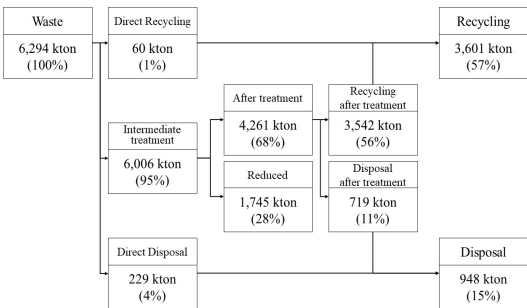 Waste
6,294 kton
(100%)
Direct Recycling
60 kton
(1%)
Recycling
3,601 kton
(57%)
Intermediate
treatment
6,006 kton
(95%)
After treatment
4,261 kton
(68%)
Recycling
after treatment
3,542 kton
(56%)
Reduced
1,745 kton
(28%)
Disposal
after treatment
719 kton
(11%)
Direct Disposal
229 kton
(4%)
Disposal
948 kton
(15%)